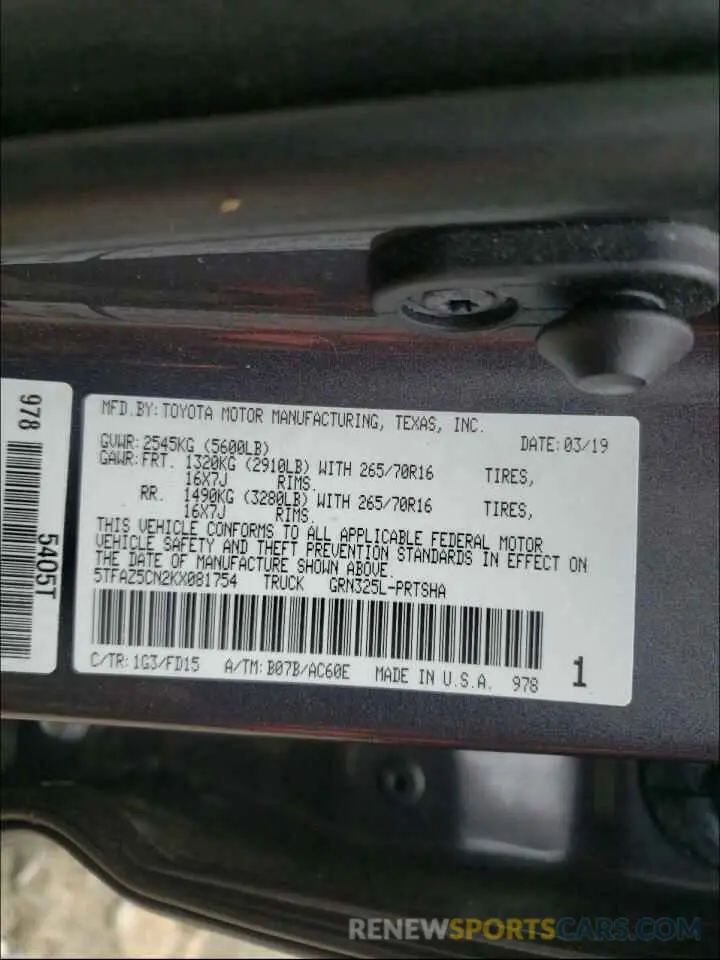 978
5405T
MFD.BY:TOYOTA MOTOR MANUFACTURING, TEXAS, INC.
GVWR:2545KG (5600LB) DATE:03/19
GAWR:FRT. 1320KG (2910LB) WITH 265/70R16 TIRES,
16X7J RIMS.
RR. 1490KG (3280LB) WITH 265/70R16 TIRES,
16X7J RIMS.
THIS VEHICLE CONFORMS TO ALL APPLICABLE FEDERAL MOTOR
VEHICLE SAFETY AND THEFT PREVENTION STANDARDS IN EFFECT ON
THE DATE OF MANUFACTURE SHOWN ABOVE.
5TFAZ5CN2KX081754 TRUCK GRN325L-PRTSHA
C/TR:1G3/FD15 A/TM:B07B/AC60E MADE IN U.S.A. 978 1
RENEWSPORTSCARS.COM